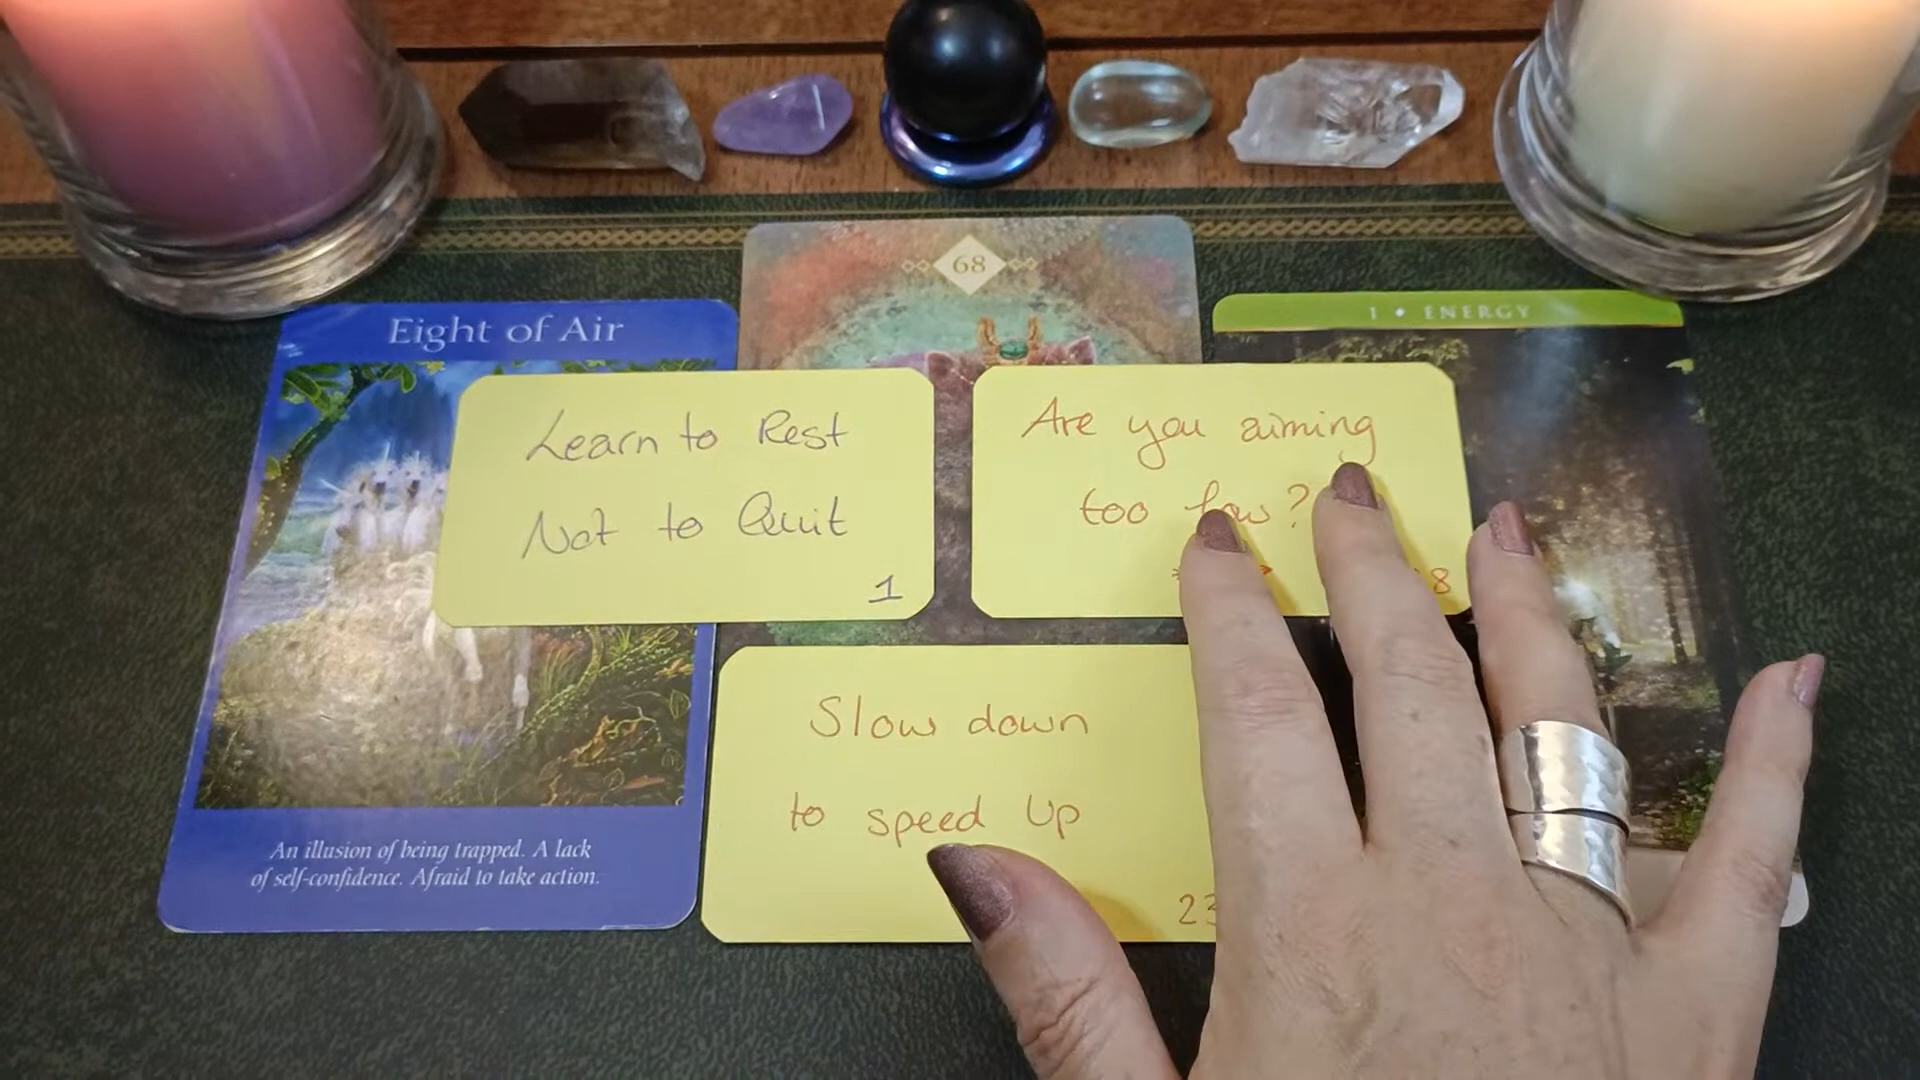 68
Eight of Air
1 ♦ ENERGY
Learn to Rest
Not to Quit
1
Are you aiming
too low?
8
Slow down
to speed Up
23
An illusion of being trapped. A lack
of self-confidence. Afraid to take action.